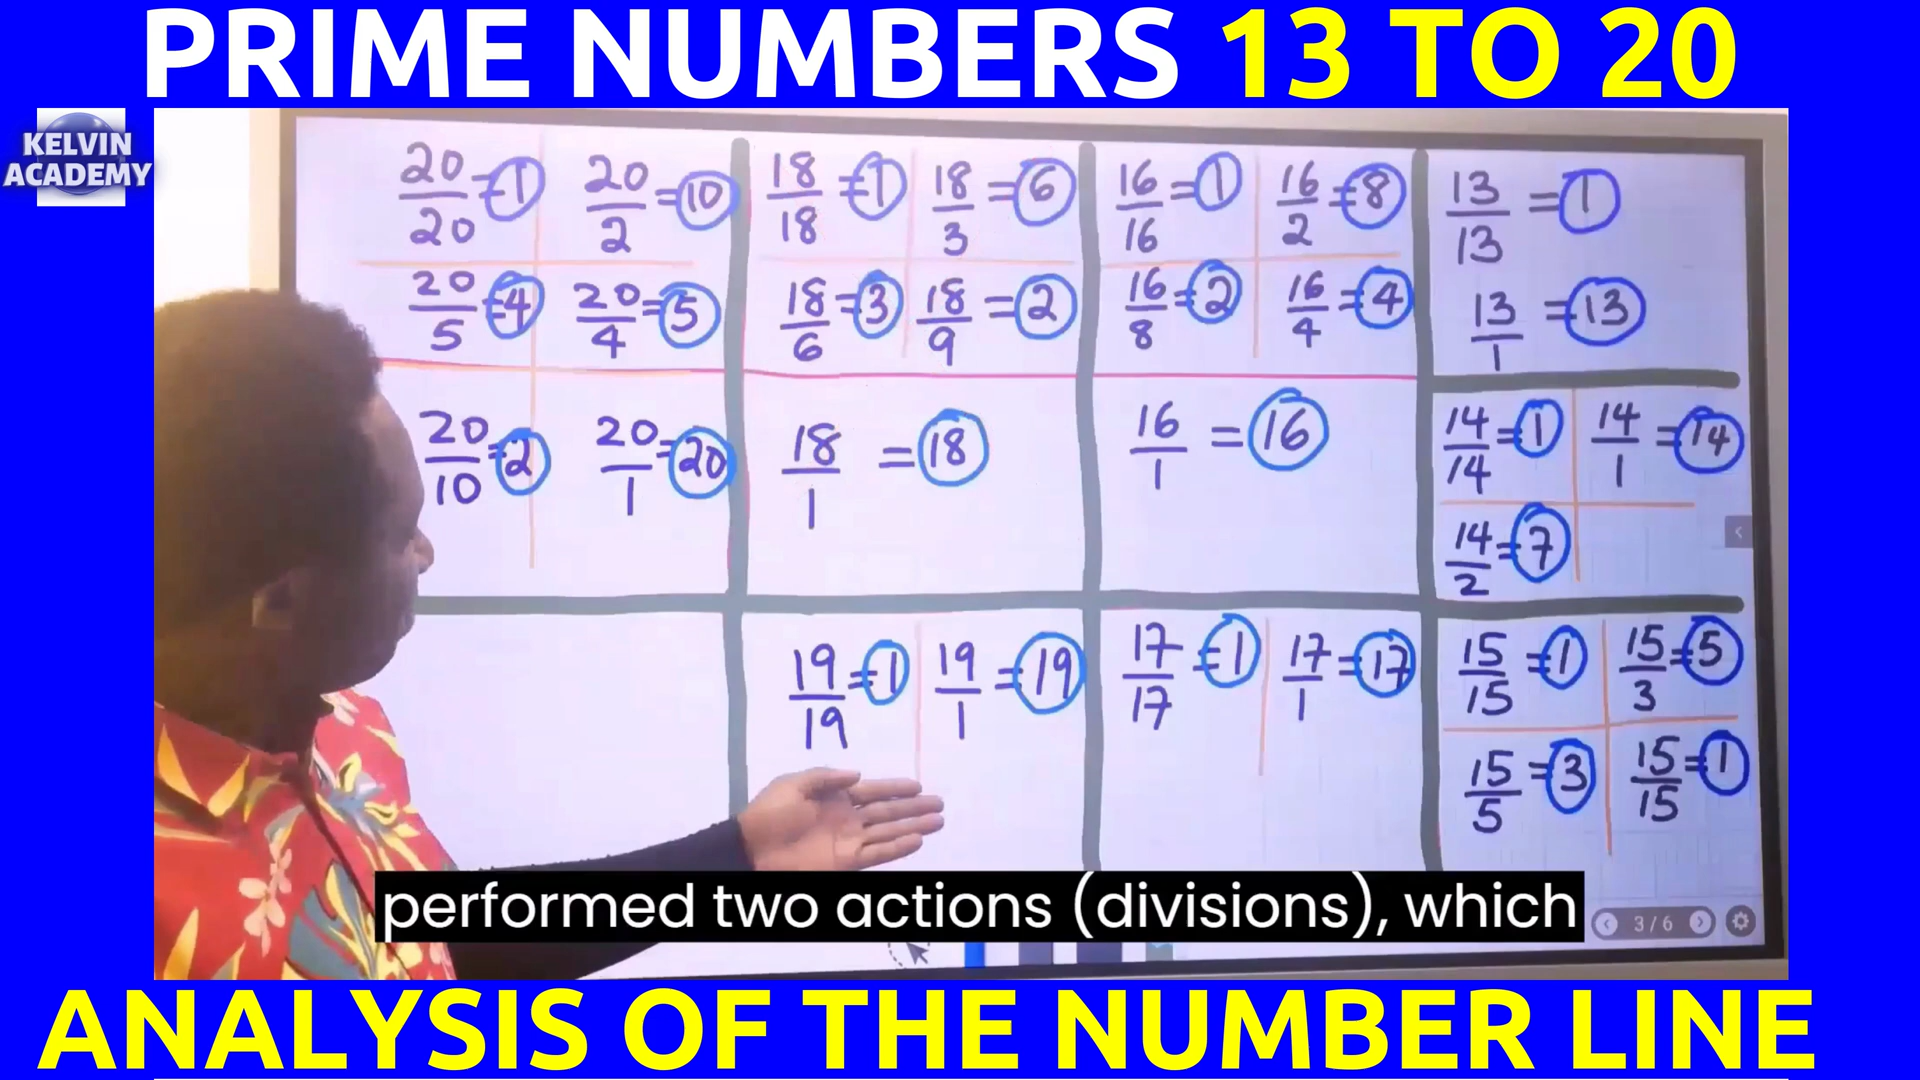 PRIME NUMBERS 13 TO 20
KELVIN
ACADEMY
20/20 = 1
20/2 = 10
20/5 = 4
20/4 = 5
20/10 = 2
20/1 = 20
18/18 = 1
18/3 = 6
18/6 = 3
18/9 = 2
18/1 = 18
16/16 = 1
16/2 = 8
16/8 = 2
16/4 = 4
16/1 = 16
13/13 = 1
13/1 = 13
14/14 = 1
14/1 = 14
14/2 = 7
19/19 = 1
19/1 = 19
17/17 = 1
17/1 = 17
15/15 = 1
15/3 = 5
15/5 = 3
15/15 = 1
performed two actions (divisions), which
3 / 6
ANALYSIS OF THE NUMBER LINE